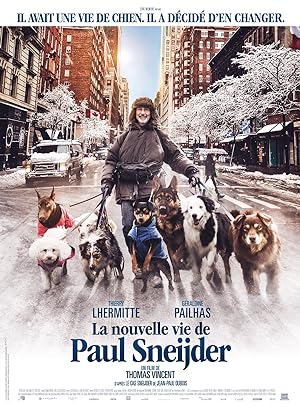 IL AVAIT UNE VIE DE CHIEN. IL A DÉCIDÉ D'EN CHANGER.
THIERRY LHERMITTE
GÉRALDINE PAILHAS
La nouvelle vie de
Paul Sneijder
UN FILM DE
THOMAS VINCENT
D'APRÈS LE CAS SNEIJDER DE JEAN-PAUL DUBOIS